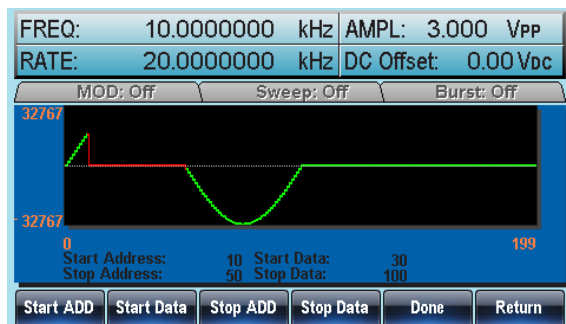 FREQ: 10.0000000 kHz AMPL: 3.000 VPP
RATE: 20.0000000 kHz DC Offset: 0.00 VDC
MOD: Off Sweep: Off Burst: Off
32767
- 32767
0 199
Start Address: 10 Start Data: 30
Stop Address: 50 Stop Data: 100
Start ADD Start Data Stop ADD Stop Data Done Return